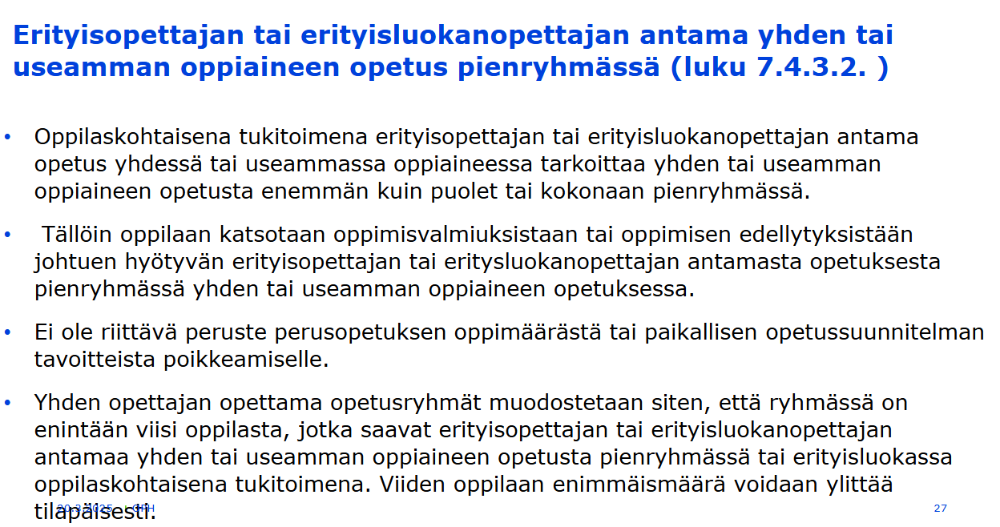 Erityisopettajan tai erityisluokanopettajan antama yhden tai
useamman oppiaineen opetus pienryhmässä (luku 7.4.3.2. )
• Oppilaskohtaisena tukitoimena erityisopettajan tai erityisluokanopettajan antama
opetus yhdessä tai useammassa oppiaineessa tarkoittaa yhden tai useamman
oppiaineen opetusta enemmän kuin puolet tai kokonaan pienryhmässä.
• Tällöin oppilaan katsotaan oppimisvalmiuksistaan tai oppimisen edellytyksistään
johtuen hyötyvän erityisopettajan tai eritysluokanopettajan antamasta opetuksesta
pienryhmässä yhden tai useamman oppiaineen opetuksessa.
• Ei ole riittävä peruste perusopetuksen oppimäärästä tai paikallisen opetussuunnitelman
tavoitteista poikkeamiselle.
• Yhden opettajan opettama opetusryhmät muodostetaan siten, että ryhmässä on
enintään viisi oppilasta, jotka saavat erityisopettajan tai erityisluokanopettajan
antamaa yhden tai useamman oppiaineen opetusta pienryhmässä tai erityisluokassa
oppilaskohtaisena tukitoimena. Viiden oppilaan enimmäismäärä voidaan ylittää
tilapäisesti.
20.3.2025 OPH 27